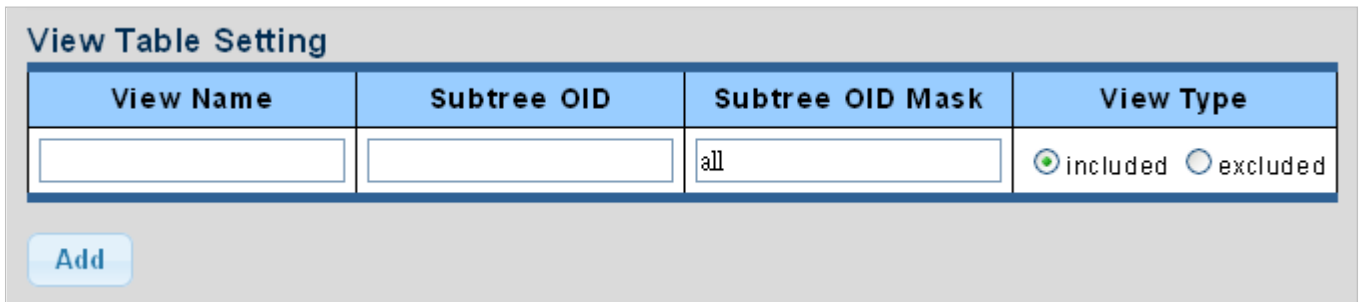 View Table Setting
View Name Subtree OID Subtree OID Mask View Type
all included excluded
Add